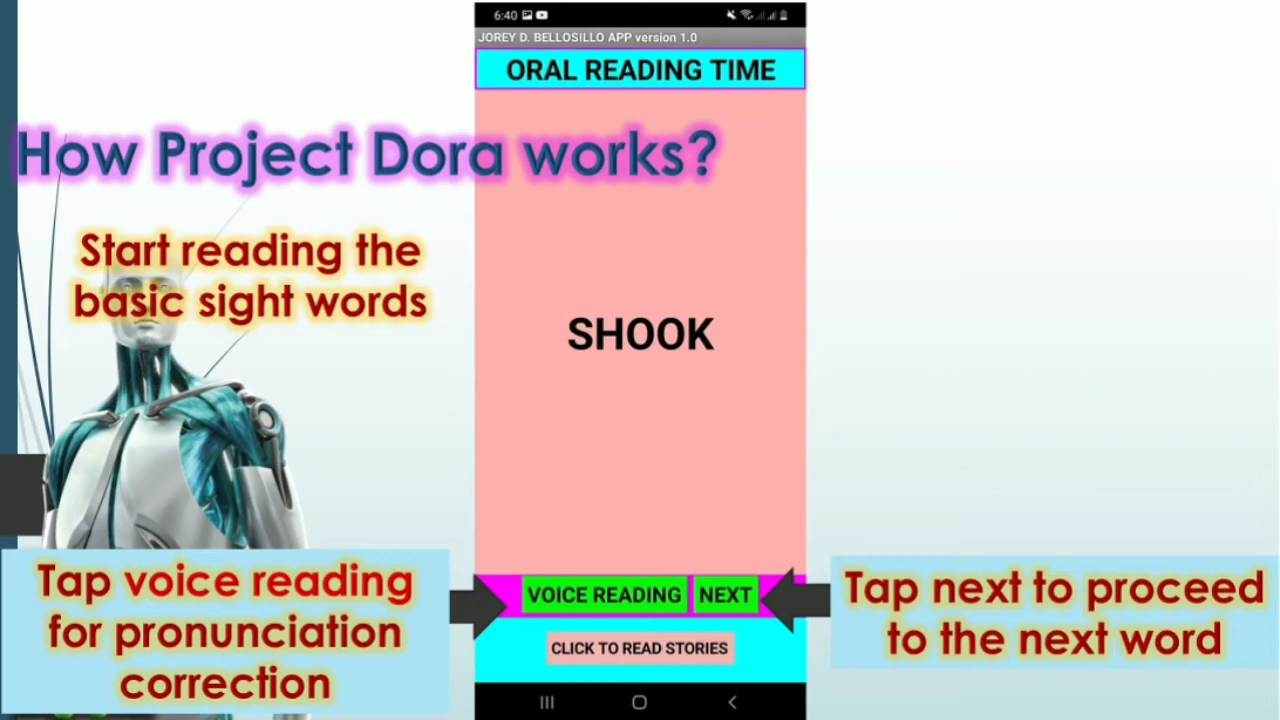 6:40
JOREY D. BELLOSILLO APP version 1.0
ORAL READING TIME
How Project Dora works?
Start reading the
basic sight words
SHOOK
Tap voice reading
for pronunciation
correction
VOICE READING
NEXT
Tap next to proceed
to the next word
CLICK TO READ STORIES